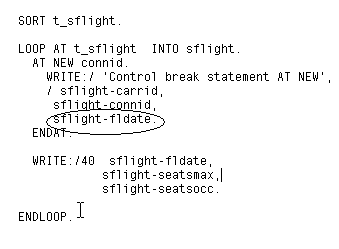 SORT t_sflight.
LOOP AT t_sflight  INTO sflight.
AT NEW connid.
WRITE:/ 'Control break statement AT NEW',
/ sflight-carrid,
sflight-connid,
sflight-fldate.
ENDAT.
WRITE:/40  sflight-fldate,
sflight-seatsmax,
sflight-seatsocc.
ENDLOOP.